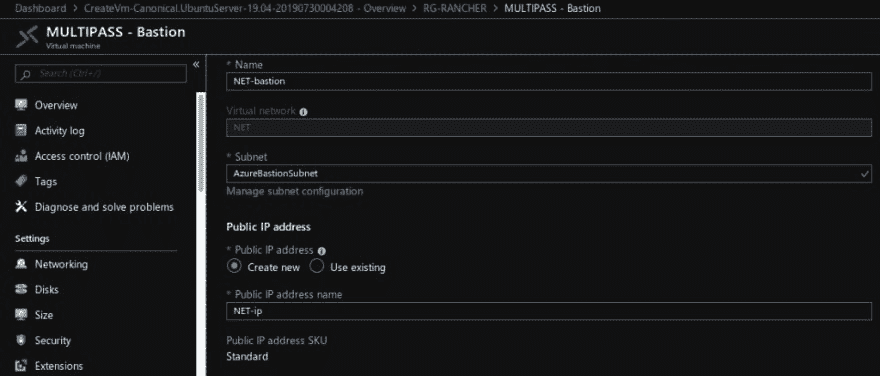 Dashboard > CreateVm-Canonical.UbuntuServer-19.04-20190730004208 - Overview > RG-RANCHER > MULTIPASS - Bastion
MULTIPASS - Bastion
Virtual machine
«
Search (Ctrl+/)
Overview
Activity log
Access control (IAM)
Tags
Diagnose and solve problems
Settings
Networking
Disks
Size
Security
Extensions
* Name
NET-bastion
Virtual network
NET
* Subnet
AzureBastionSubnet
Manage subnet configuration
Public IP address
* Public IP address
Create new Use existing
* Public IP address name
NET-ip
Public IP address SKU
Standard